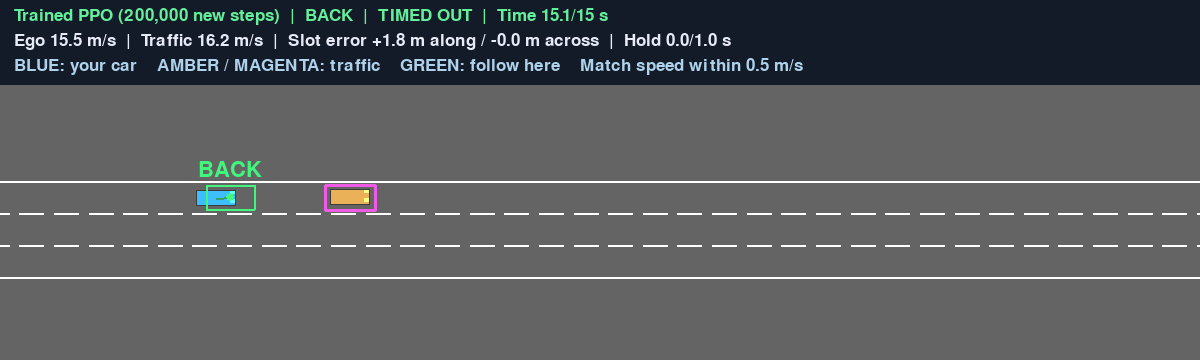 Trained PPO (200,000 new steps) | BACK | TIMED OUT | Time 15.1/15 s
Ego 15.5 m/s | Traffic 16.2 m/s | Slot error +1.8 m along / -0.0 m across | Hold 0.0/1.0 s
BLUE: your car AMBER / MAGENTA: traffic GREEN: follow here Match speed within 0.5 m/s
BACK